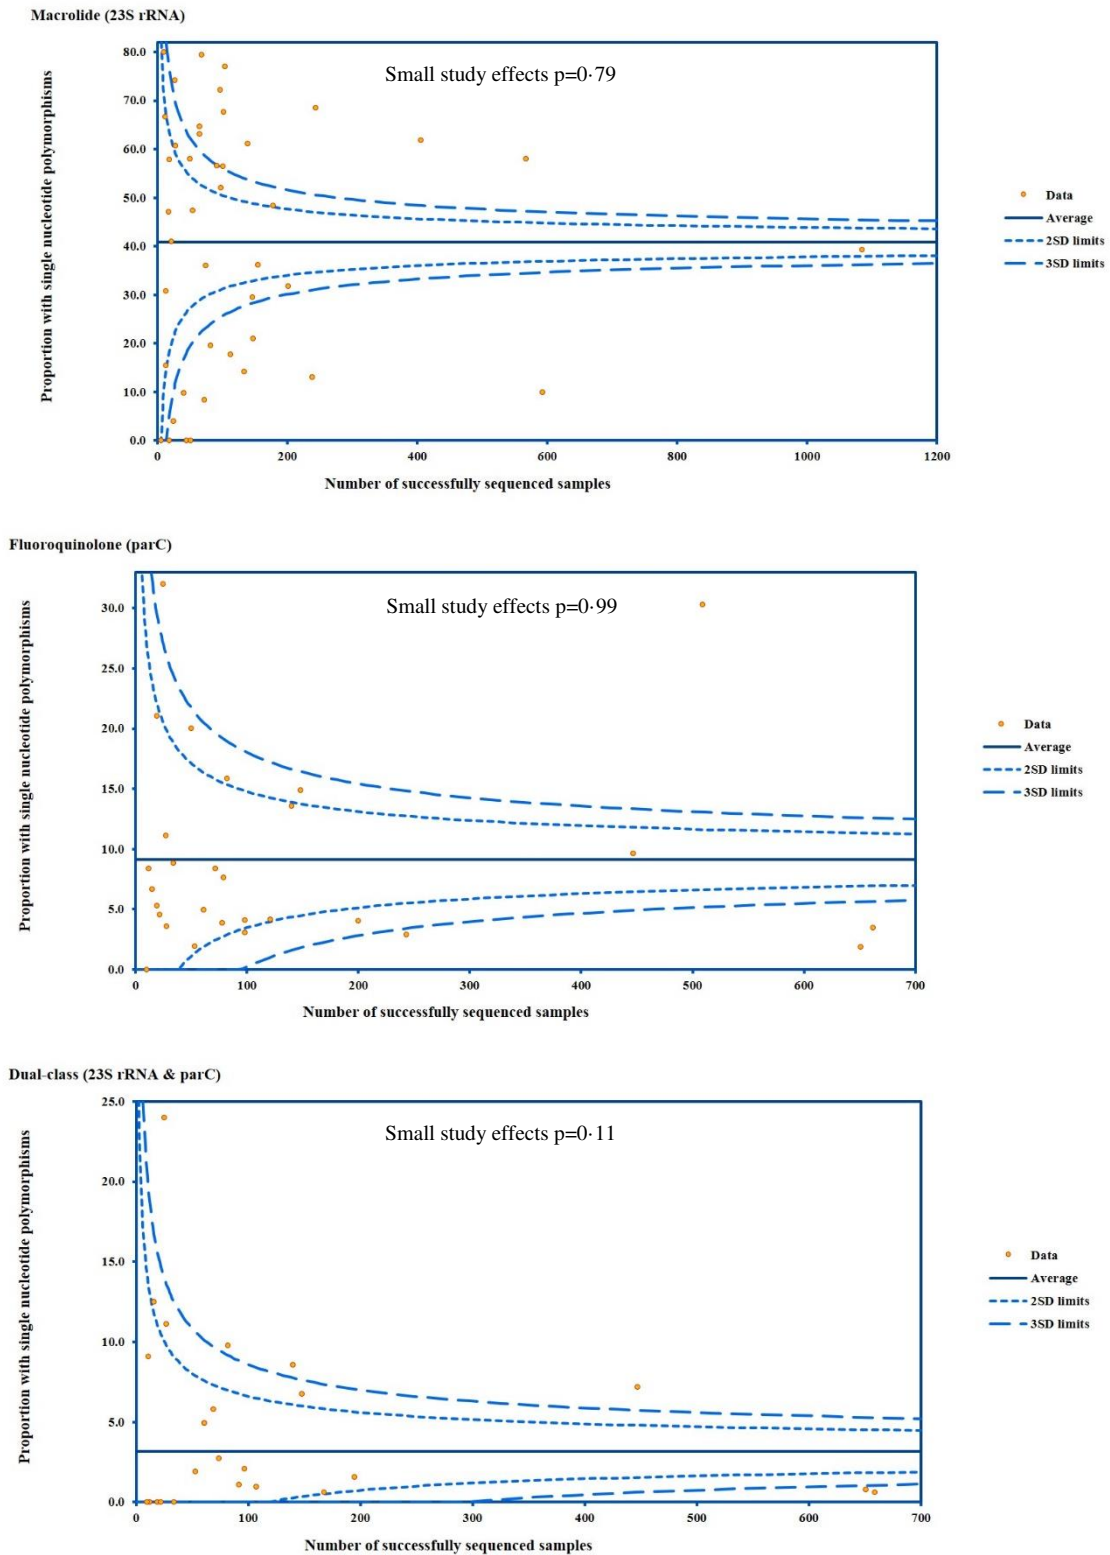 Macrolide (23S rRNA)
Proportion with single nucleotide polymorphisms
80.0
70.0
60.0
50.0
40.0
30.0
20.0
10.0
0.0
Small study effects p=0·79
0 200 400 600 800 1000 1200
Number of successfully sequenced samples
Data
Average
2SD limits
3SD limits
Fluoroquinolone (parC)
Proportion with single nucleotide polymorphisms
30.0
25.0
20.0
15.0
10.0
5.0
0.0
Small study effects p=0·99
0 100 200 300 400 500 600 700
Number of successfully sequenced samples
Data
Average
2SD limits
3SD limits
Dual-class (23S rRNA & parC)
Proportion with single nucleotide polymorphisms
25.0
20.0
15.0
10.0
5.0
0.0
Small study effects p=0·11
0 100 200 300 400 500 600 700
Number of successfully sequenced samples
Data
Average
2SD limits
3SD limits